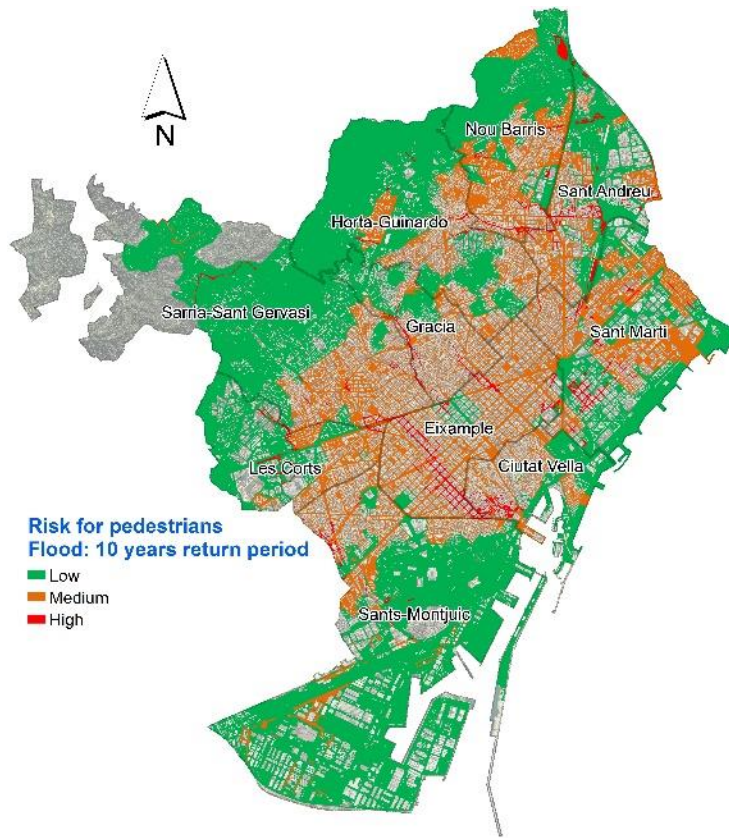 N
Nou Barris
Sant Andreu
Horta-Guinardo
Sarria-Sant Gervasi
Gracia
Sant Marti
Eixample
Les Corts
Ciutat Vella
Risk for pedestrians
Flood: 10 years return period
Low
Medium
High
Sants-Montjuic